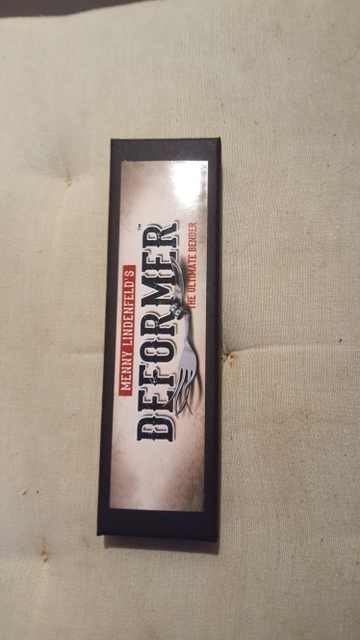 MENNY LINDENFELD'S
DEFORMER™
THE ULTIMATE BENDER